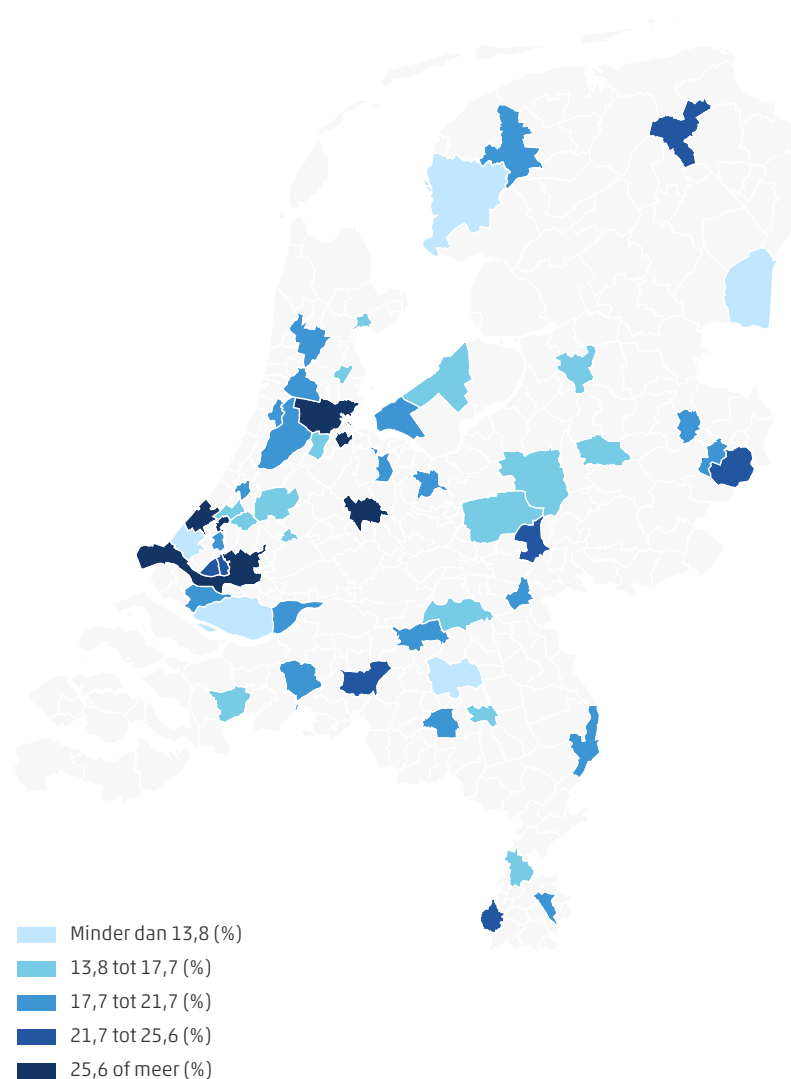 Minder dan 13,8 (%)
13,8 tot 17,7 (%)
17,7 tot 21,7 (%)
21,7 tot 25,6 (%)
25,6 of meer (%)